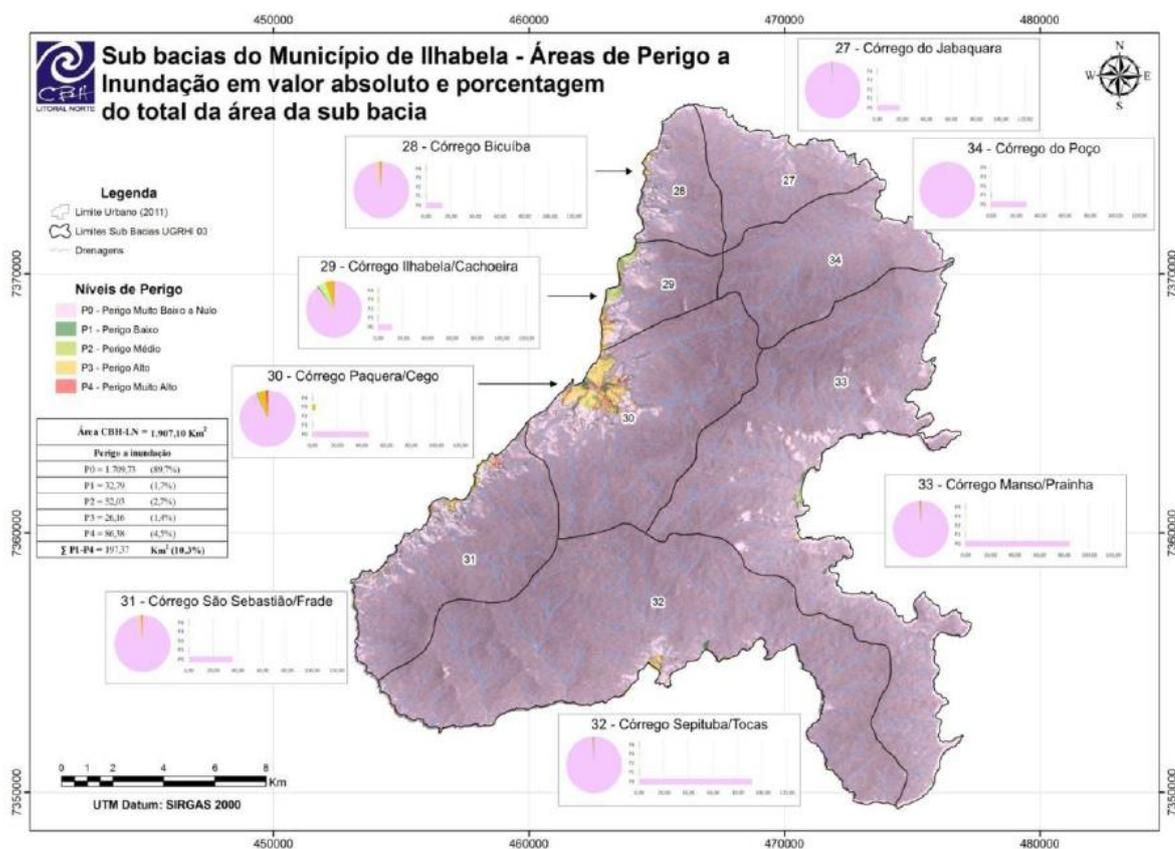 450000 460000 470000 480000
CBH
LITORAL NORTE
Sub bacias do Município de Ilhabela - Áreas de Perigo a
Inundação em valor absoluto e porcentagem
do total da área da sub bacia
27 - Córrego do Jabaquara
N
W E
S
28 - Córrego Bicuíba
34 - Córrego do Poço
Legenda
Limite Urbano (2011)
Limites Sub Bacias UGRHI 03
Drenagens
29 - Córrego Ilhabela/Cachoeira
Níveis de Perigo
P0 - Perigo Muito Baixo a Nulo
P1 - Perigo Baixo
P2 - Perigo Médio
P3 - Perigo Alto
P4 - Perigo Muito Alto
30 - Córrego Paquera/Cego
Área CBH-LN = 1.907,10 Km²
Perigo a inundação
P0 = 1.709,73 (89,7%)
P1 = 32,79 (1,7%)
P2 = 52,03 (2,7%)
P3 = 26,16 (1,4%)
P4 = 86,38 (4,5%)
∑ P1-P4 = 197,37 Km² (10,3%)
33 - Córrego Manso/Prainha
31 - Córrego São Sebastião/Frade
32 - Córrego Sepituba/Tocas
27
28
34
29
33
30
31
32
7370000 7370000
7360000 7360000
7350000 7350000
0 2 4 6 8
Km
UTM Datum: SIRGAS 2000
450000 460000 470000 480000